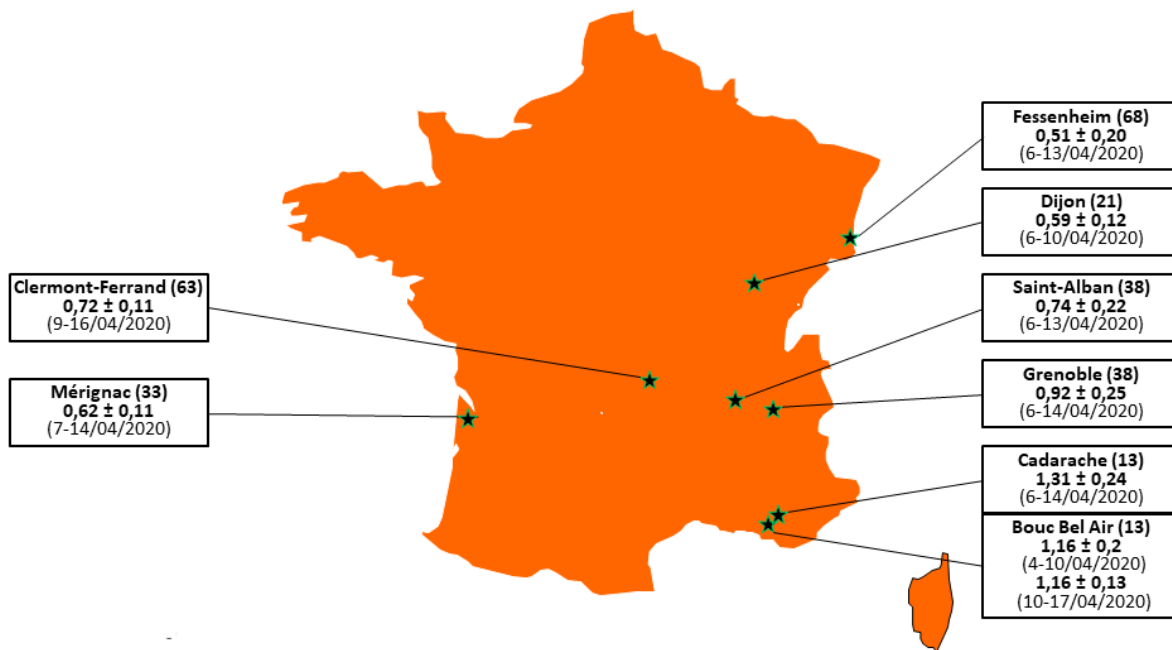 Fessenheim (68)
0,51 ± 0,20
(6-13/04/2020)
Dijon (21)
0,59 ± 0,12
(6-10/04/2020)
Clermont-Ferrand (63)
0,72 ± 0,11
(9-16/04/2020)
Saint-Alban (38)
0,74 ± 0,22
(6-13/04/2020)
Mérignac (33)
0,62 ± 0,11
(7-14/04/2020)
Grenoble (38)
0,92 ± 0,25
(6-14/04/2020)
Cadarache (13)
1,31 ± 0,24
(6-14/04/2020)
Bouc Bel Air (13)
1,16 ± 0,2
(4-10/04/2020)
1,16 ± 0,13
(10-17/04/2020)